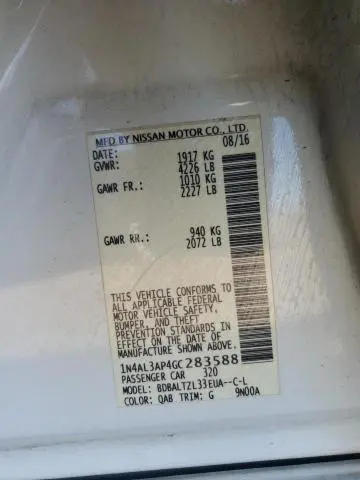 MFD BY NISSAN MOTOR CO., LTD.
DATE: 08/16
GVWR: 1917 KG
4226 LB
GAWR FR.: 1010 KG
2227 LB
GAWR RR.: 940 KG
2072 LB
THIS VEHICLE CONFORMS TO
ALL APPLICABLE FEDERAL
MOTOR VEHICLE SAFETY,
BUMPER, AND THEFT
PREVENTION STANDARDS IN
EFFECT ON THE DATE OF
MANUFACTURE SHOWN ABOVE.
1N4AL3AP4GC283588
PASSENGER CAR 320
MODEL: BDBALTZL33EUA--C-L
COLOR: QAB TRIM: G 9N00A